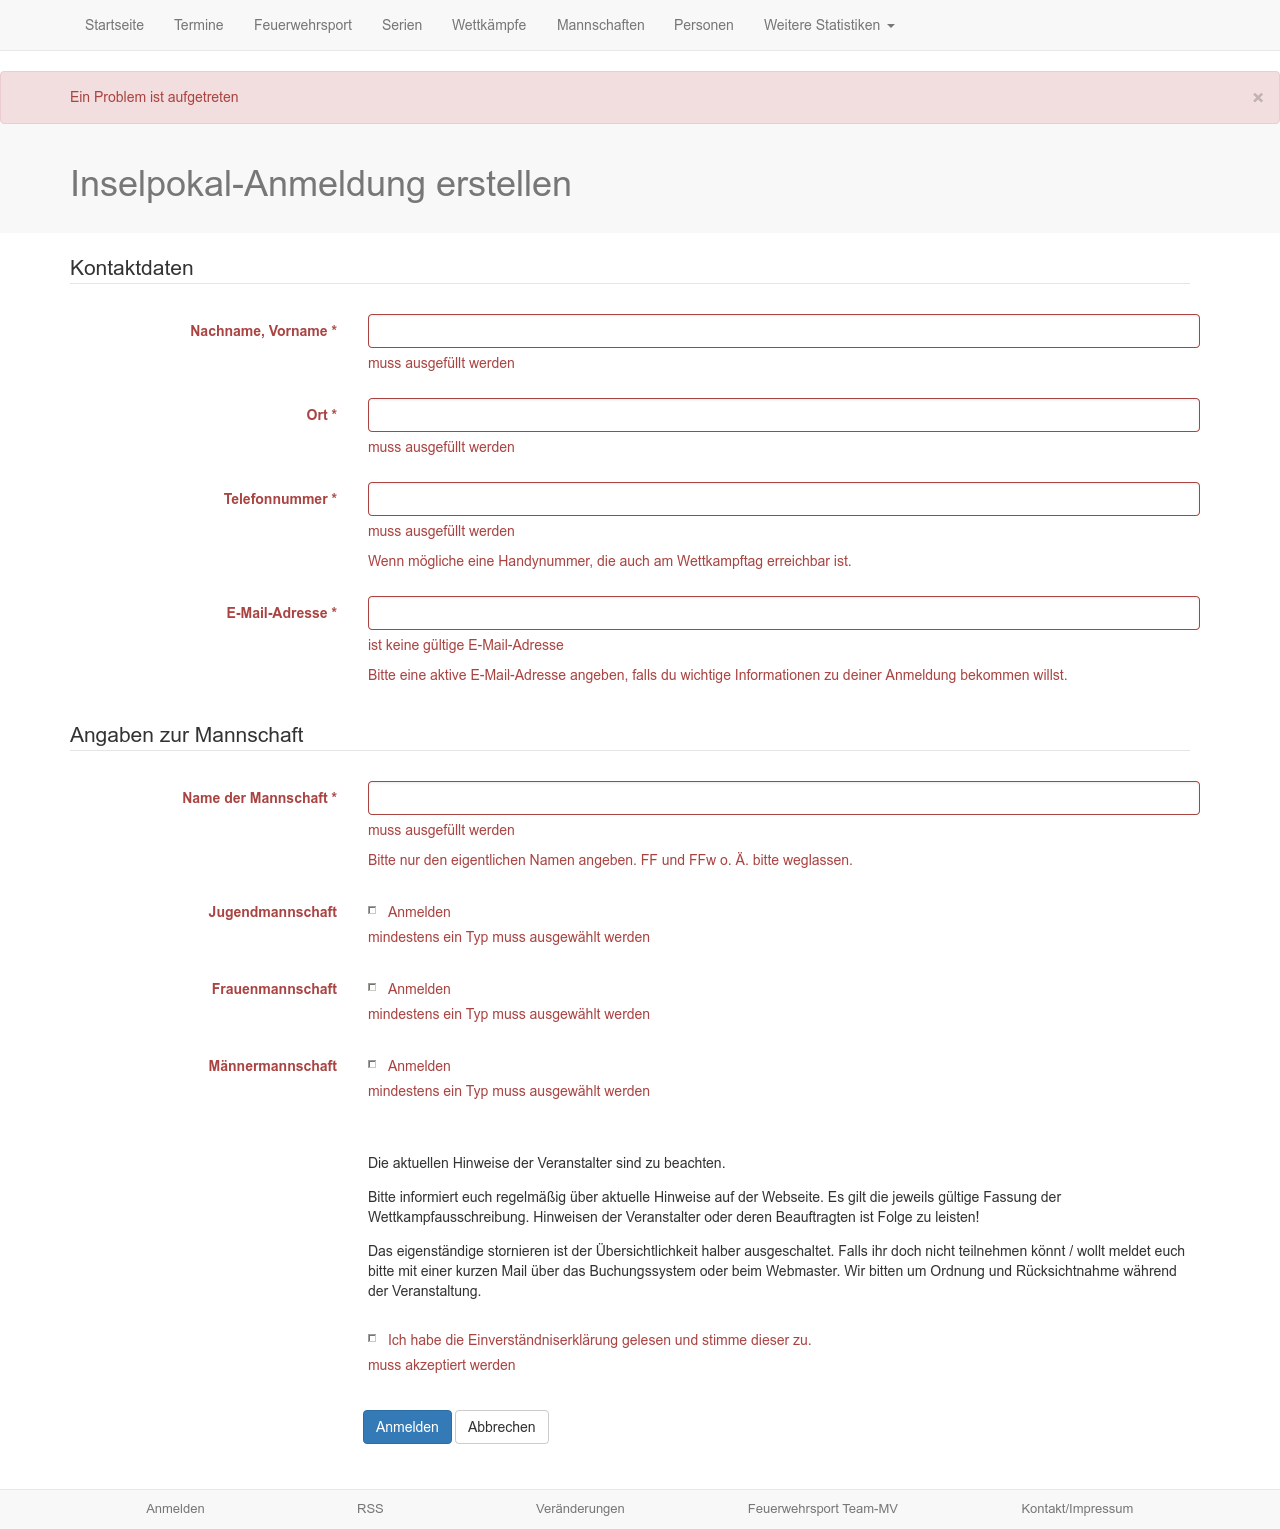 Startseite Termine Feuerwehrsport Serien Wettkämpfe Mannschaften Personen Weitere Statistiken
Ein Problem ist aufgetreten ×
Inselpokal-Anmeldung erstellen
Kontaktdaten
Nachname, Vorname *
muss ausgefüllt werden
Ort *
muss ausgefüllt werden
Telefonnummer *
muss ausgefüllt werden
Wenn mögliche eine Handynummer, die auch am Wettkampftag erreichbar ist.
E-Mail-Adresse *
ist keine gültige E-Mail-Adresse
Bitte eine aktive E-Mail-Adresse angeben, falls du wichtige Informationen zu deiner Anmeldung bekommen willst.
Angaben zur Mannschaft
Name der Mannschaft *
muss ausgefüllt werden
Bitte nur den eigentlichen Namen angeben. FF und FFw o. Ä. bitte weglassen.
Jugendmannschaft Anmelden
mindestens ein Typ muss ausgewählt werden
Frauenmannschaft Anmelden
mindestens ein Typ muss ausgewählt werden
Männermannschaft Anmelden
mindestens ein Typ muss ausgewählt werden
Die aktuellen Hinweise der Veranstalter sind zu beachten.
Bitte informiert euch regelmäßig über aktuelle Hinweise auf der Webseite. Es gilt die jeweils gültige Fassung der
Wettkampfausschreibung. Hinweisen der Veranstalter oder deren Beauftragten ist Folge zu leisten!
Das eigenständige stornieren ist der Übersichtlichkeit halber ausgeschaltet. Falls ihr doch nicht teilnehmen könnt / wollt meldet euch
bitte mit einer kurzen Mail über das Buchungssystem oder beim Webmaster. Wir bitten um Ordnung und Rücksichtnahme während
der Veranstaltung.
Ich habe die Einverständniserklärung gelesen und stimme dieser zu.
muss akzeptiert werden
Anmelden Abbrechen
Anmelden RSS Veränderungen Feuerwehrsport Team-MV Kontakt/Impressum